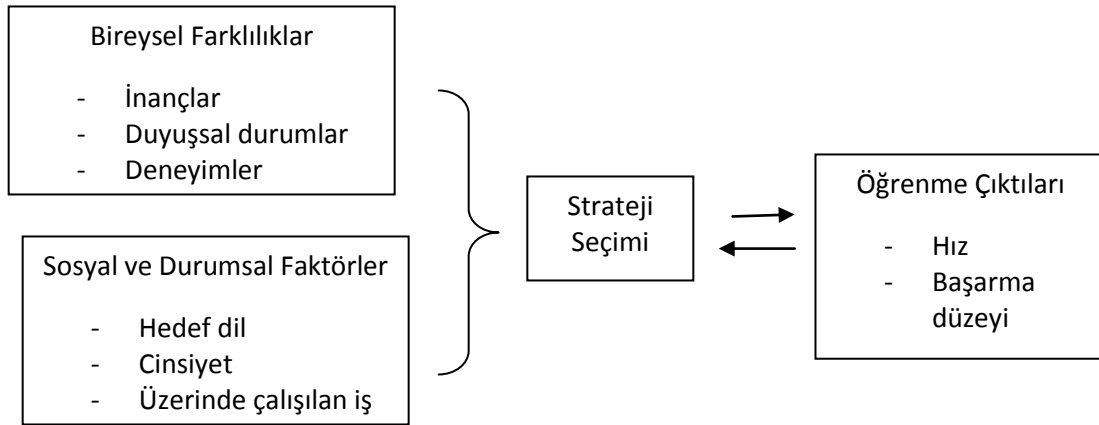 Bireysel Farklılıklar
- İnançlar
- Duyuşsal durumlar
- Deneyimler
Sosyal ve Durumsal Faktörler
- Hedef dil
- Cinsiyet
- Üzerinde çalışılan iş
Strateji
Seçimi
Öğrenme Çıktıları
- Hız
- Başarma
düzeyi